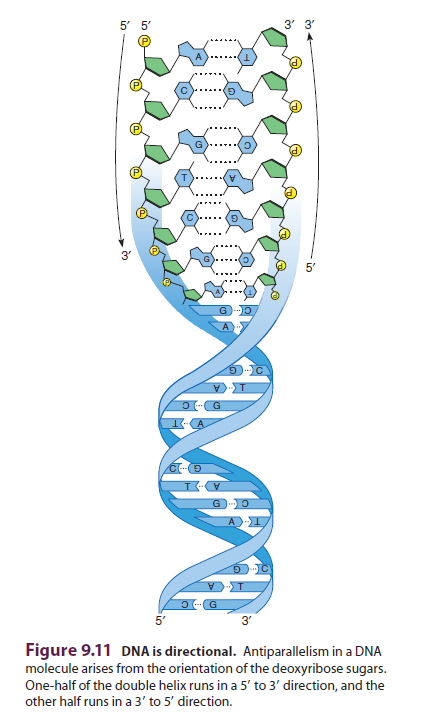 5′ 5′ 3′ 3′
P
A T
P
C G P
P P
G C
P P
T A
P P
C G
P P
G C
3′ P P 5′
P A T P
G C
A
G C
A T
C G
T A
C G
T A
G C
A T
G C
A T
C G
5′ 3′
Figure 9.11 DNA is directional. Antiparallelism in a DNA
molecule arises from the orientation of the deoxyribose sugars.
One-half of the double helix runs in a 5′ to 3′ direction, and the
other half runs in a 3′ to 5′ direction.